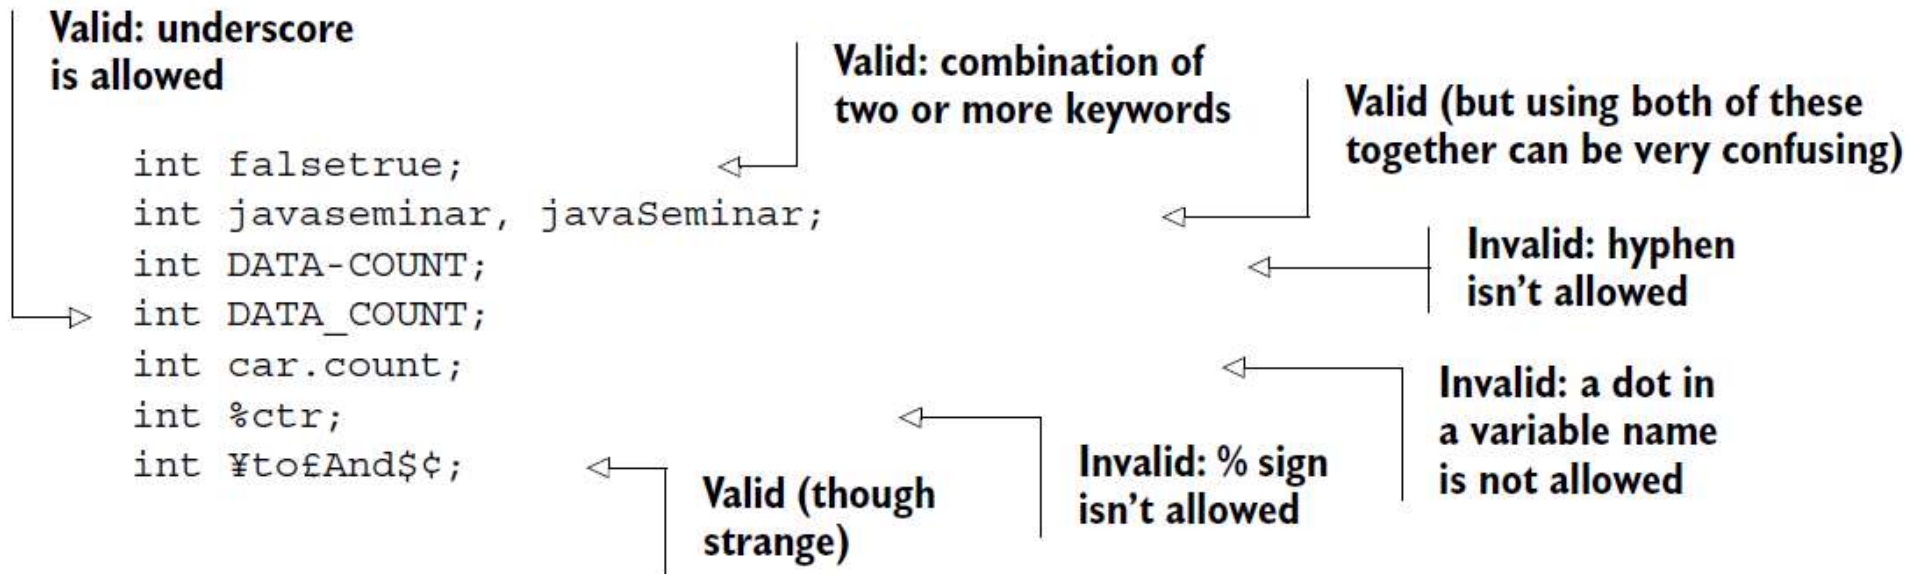 Valid: underscore
is allowed
Valid: combination of
two or more keywords
Valid (but using both of these
together can be very confusing)
int falsetrue;
int javaseminar, javaSeminar;
int DATA-COUNT;
Invalid: hyphen
isn't allowed
int DATA_COUNT;
int car.count;
Invalid: a dot in
a variable name
is not allowed
int %ctr;
Invalid: % sign
isn't allowed
int ¥to£And$¢;
Valid (though
strange)